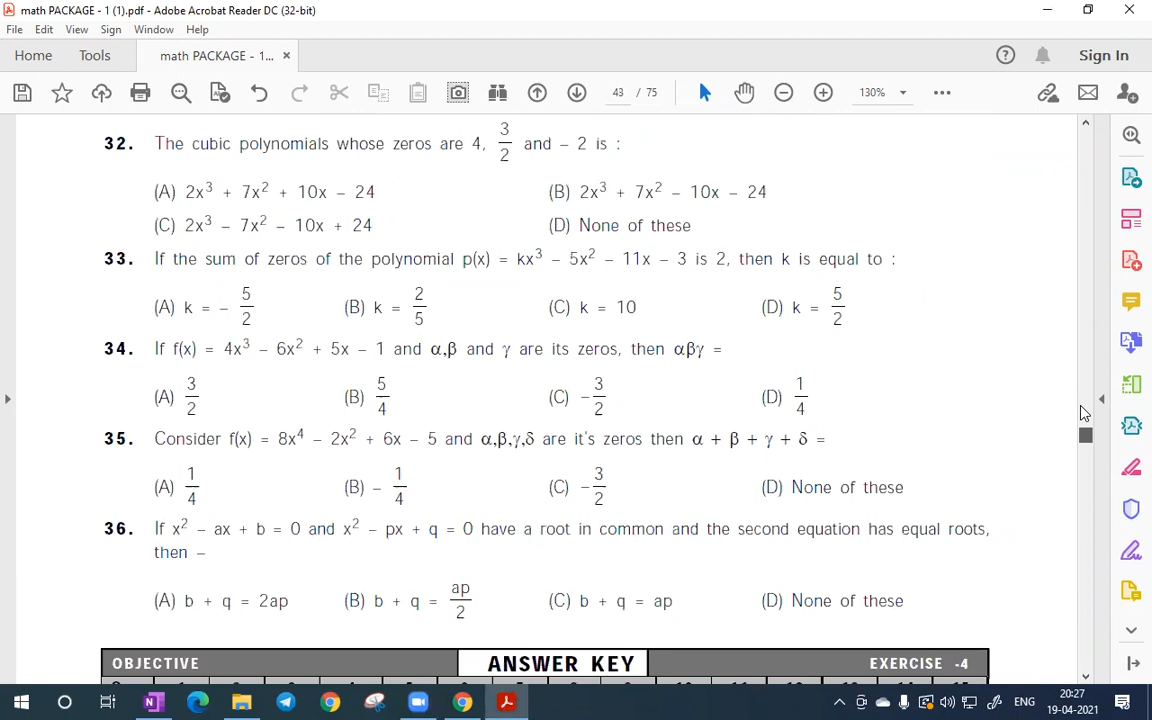 math PACKAGE - 1 (1).pdf - Adobe Acrobat Reader DC (32-bit)
File Edit View Sign Window Help
Home Tools math PACKAGE - 1... × Sign In
43 / 75 130%
32. The cubic polynomials whose zeros are 4, 3/2 and – 2 is :
(A) 2x³ + 7x² + 10x – 24 (B) 2x³ + 7x² – 10x – 24
(C) 2x³ – 7x² – 10x + 24 (D) None of these
33. If the sum of zeros of the polynomial p(x) = kx³ – 5x² – 11x – 3 is 2, then k is equal to :
(A) k = – 5/2 (B) k = 2/5 (C) k = 10 (D) k = 5/2
34. If f(x) = 4x³ – 6x² + 5x – 1 and α,β and γ are its zeros, then αβγ =
(A) 3/2 (B) 5/4 (C) –3/2 (D) 1/4
35. Consider f(x) = 8x⁴ – 2x² + 6x – 5 and α,β,γ,δ are it's zeros then α + β + γ + δ =
(A) 1/4 (B) – 1/4 (C) –3/2 (D) None of these
36. If x² – ax + b = 0 and x² – px + q = 0 have a root in common and the second equation has equal roots,
then –
(A) b + q = 2ap (B) b + q = ap/2 (C) b + q = ap (D) None of these
OBJECTIVE ANSWER KEY EXERCISE -4
ENG 20:27
19-04-2021